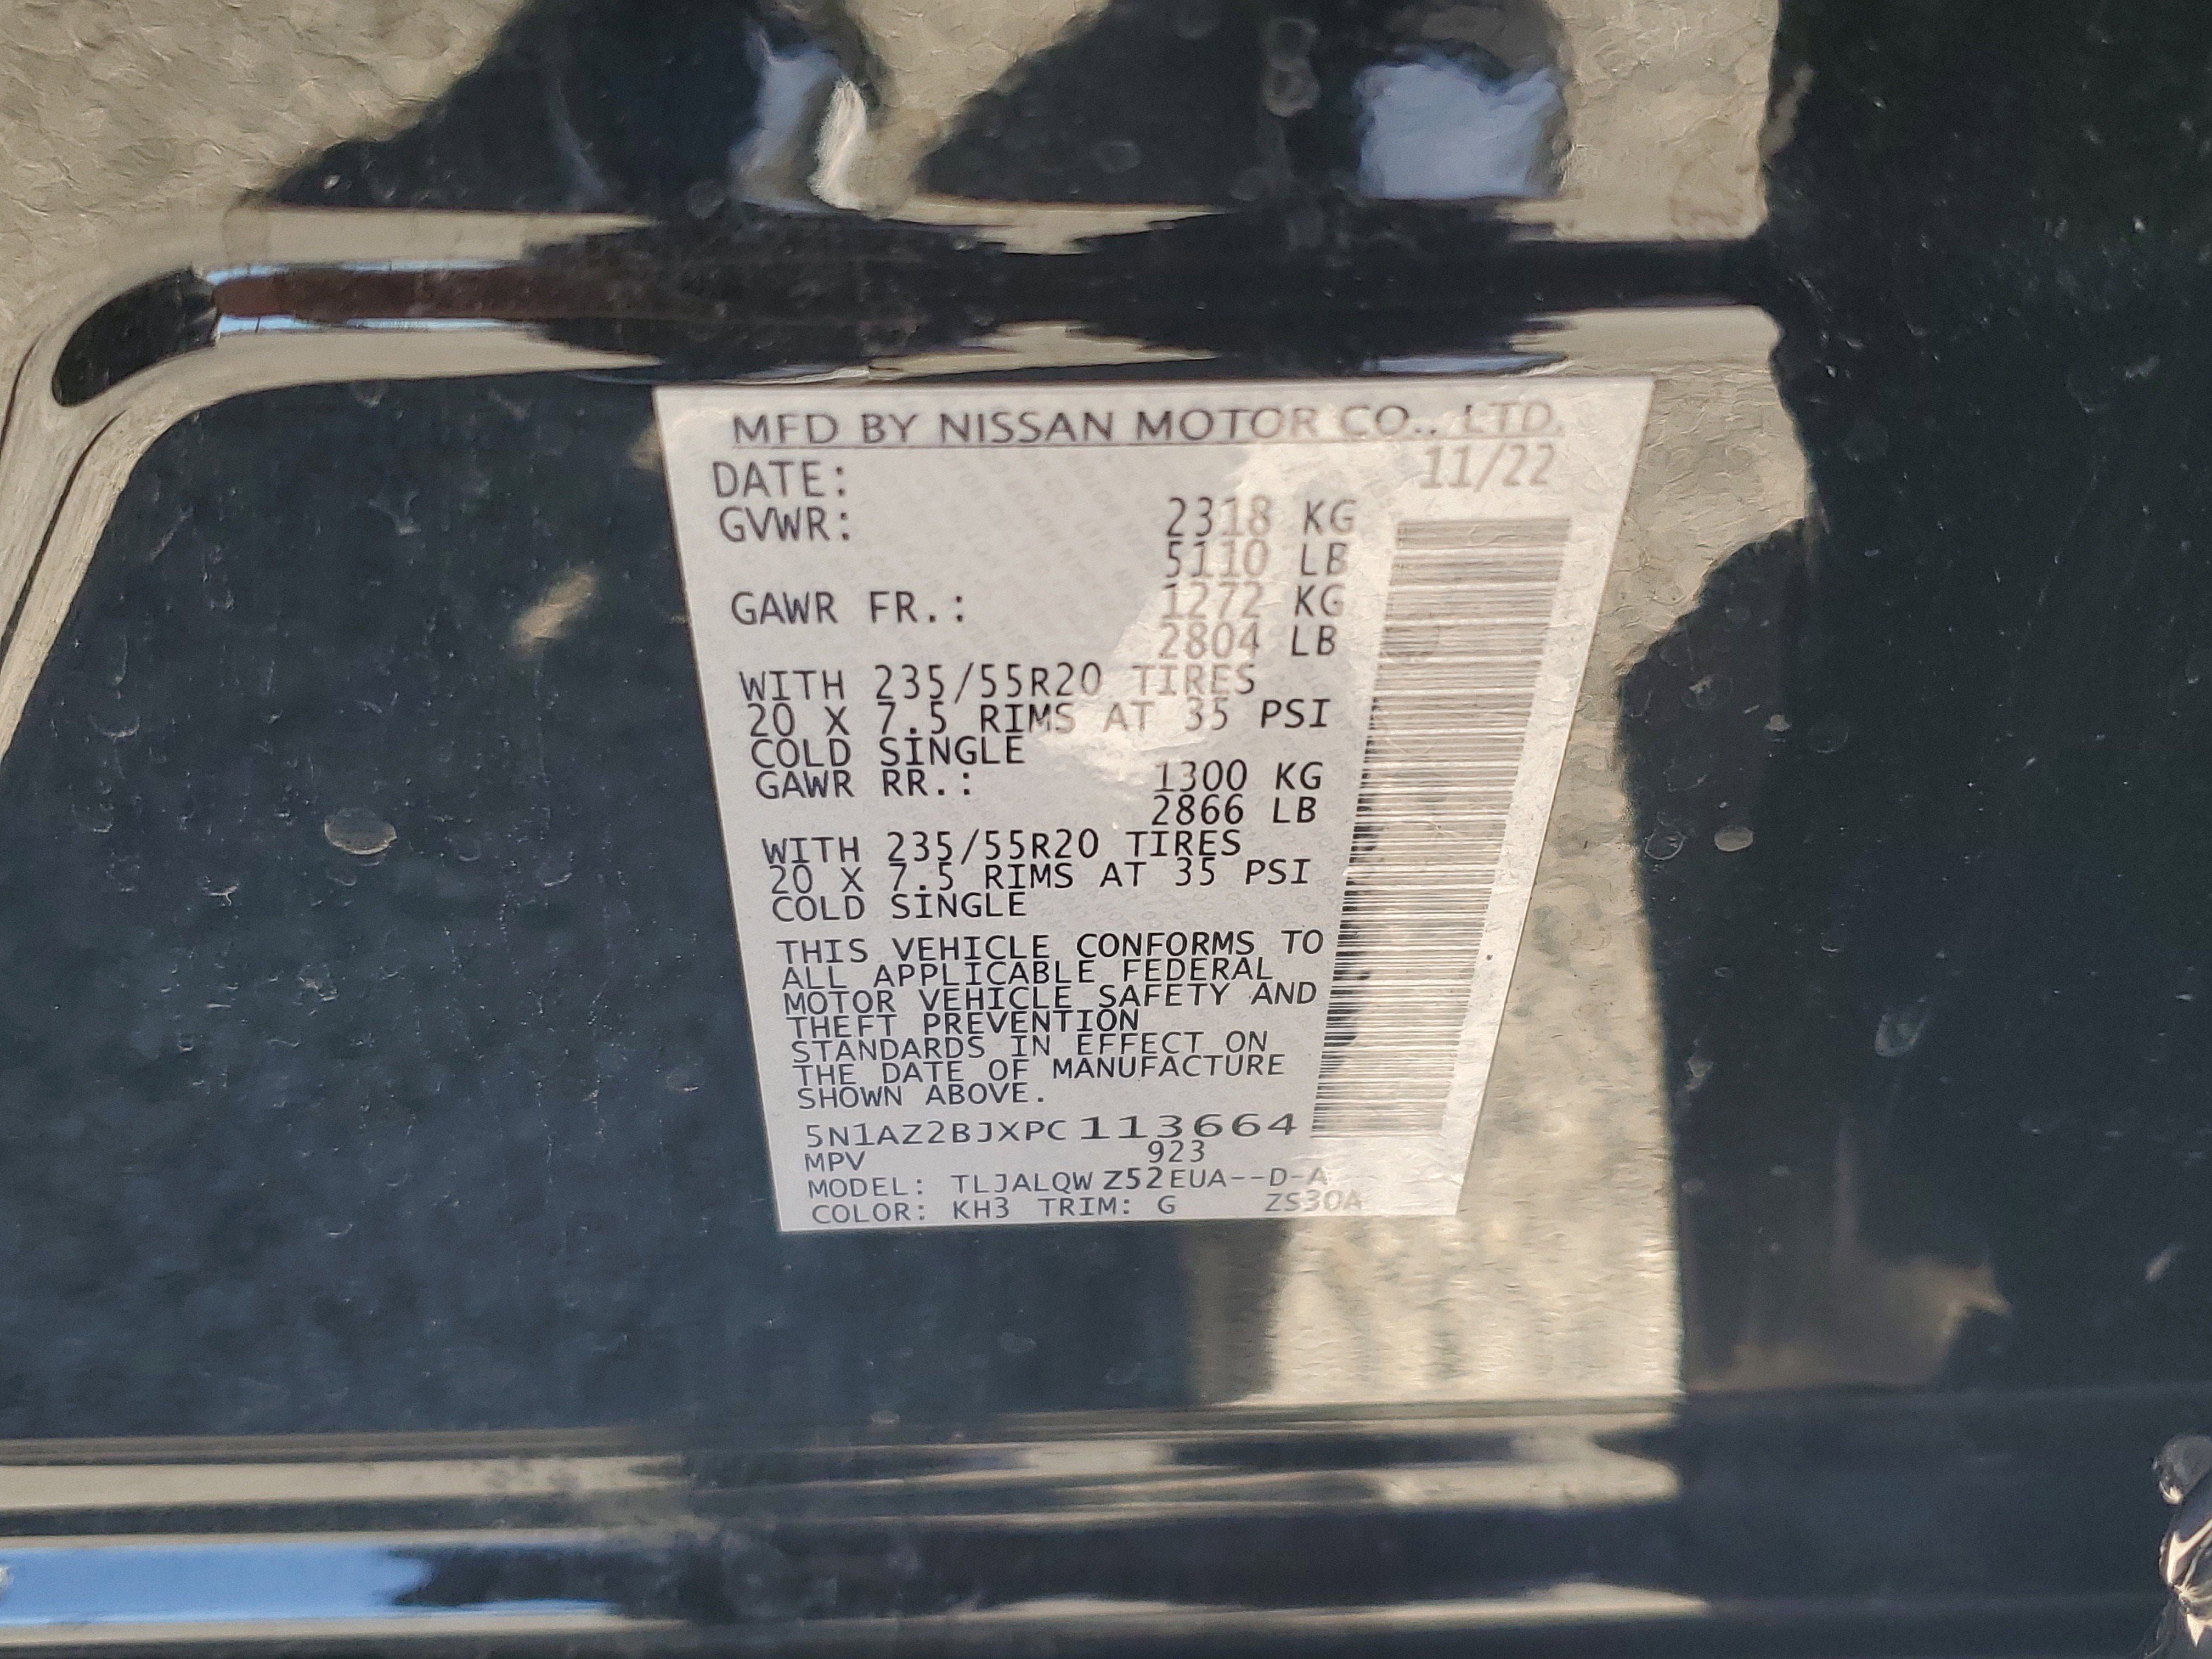 MFD BY NISSAN MOTOR CO., LTD.
DATE: 11/22
GVWR: 2318 KG
5110 LB
GAWR FR.: 1272 KG
2804 LB
WITH 235/55R20 TIRES
20 X 7.5 RIMS AT 35 PSI
COLD SINGLE
GAWR RR.: 1300 KG
2866 LB
WITH 235/55R20 TIRES
20 X 7.5 RIMS AT 35 PSI
COLD SINGLE
THIS VEHICLE CONFORMS TO
ALL APPLICABLE FEDERAL
MOTOR VEHICLE SAFETY AND
THEFT PREVENTION
STANDARDS IN EFFECT ON
THE DATE OF MANUFACTURE
SHOWN ABOVE.
5N1AZ2BJXPC113664
MPV 923
MODEL: TLJALQW Z52EUA--D-A
COLOR: KH3 TRIM: G ZS30A